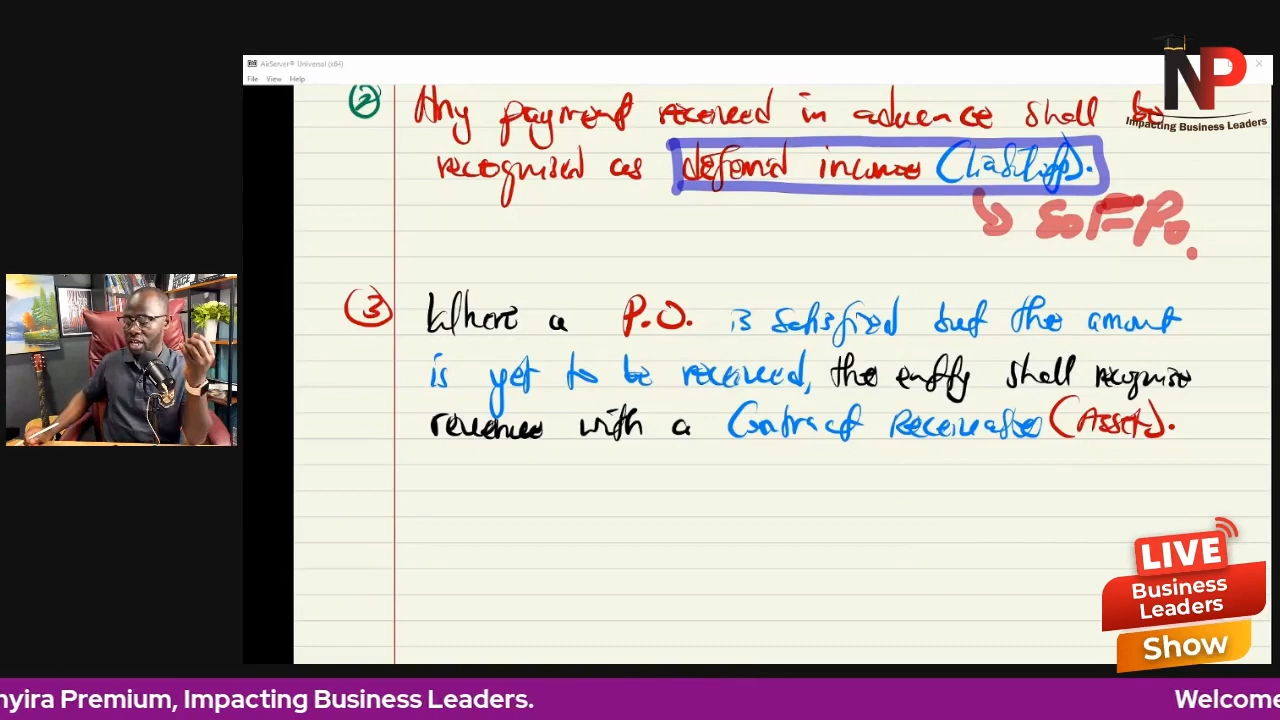 AirServer® Universal (x64)
File View Help
NP
Impacting Business Leaders
② Any payment received in advance shall be
recognised as deferred income (Liability).
↳ SOFPO.
③ Where a P.O. is satisfied but the amount
is yet to be received, the entity shall recognise
revenue with a Contract Receivable (Asset).
LIVE
Business
Leaders
Show
nyira Premium, Impacting Business Leaders.
Welcome